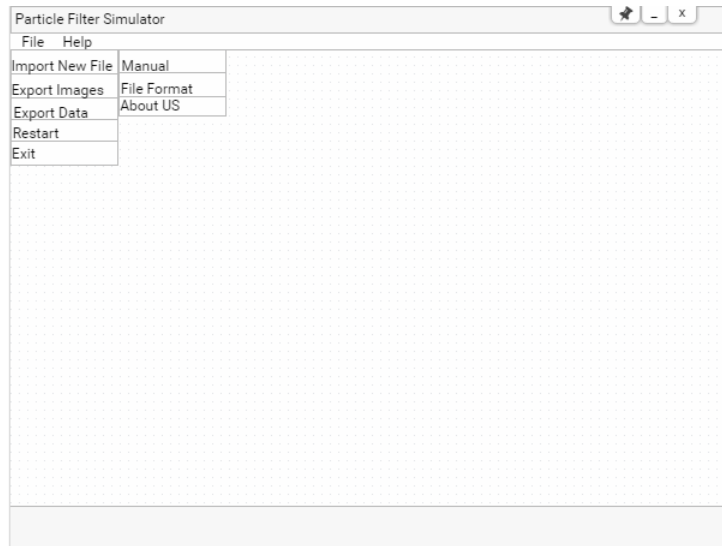 Particle Filter Simulator
_ x
File Help
Import New File Manual
Export Images File Format
Export Data About US
Restart
Exit